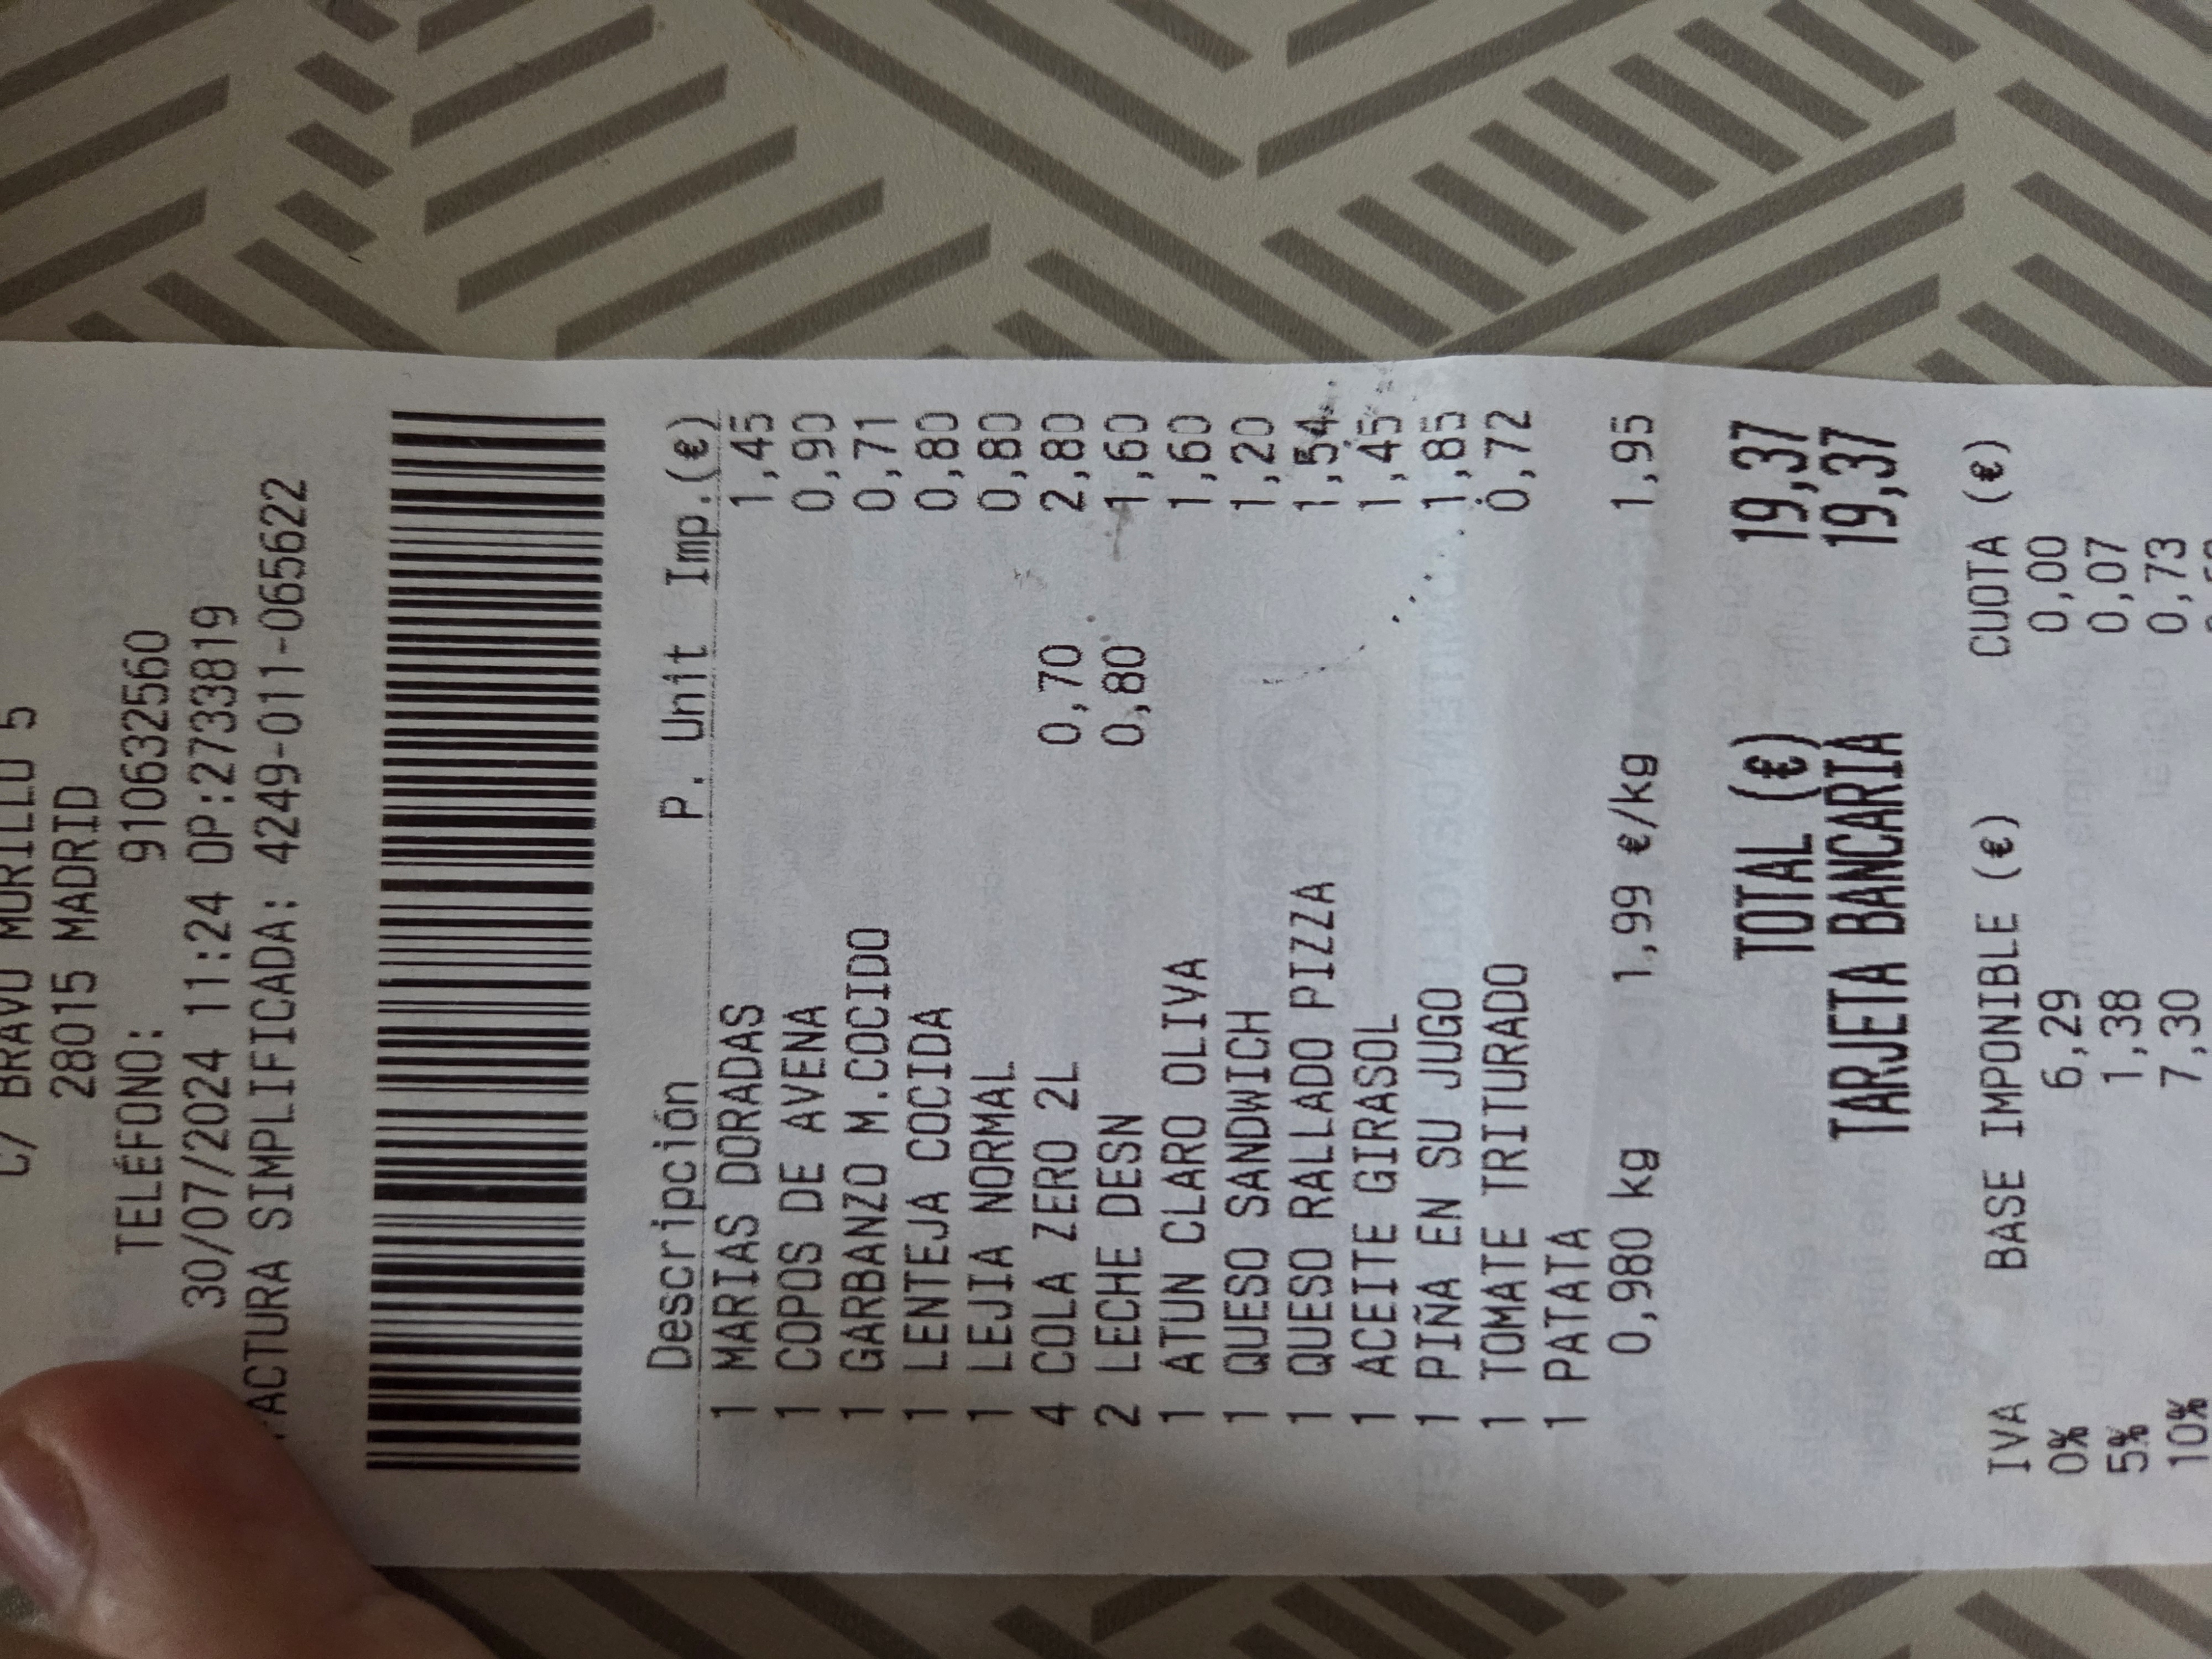 C/ BRAVO MURILLO 5
28015 MADRID
TELÉFONO: 910632560
30/07/2024 11:24 OP:2733819
FACTURA SIMPLIFICADA: 4249-011-065622
Descripción P. Unit Imp.(€)
1 MARIAS DORADAS 1,45
1 COPOS DE AVENA 0,90
1 GARBANZO M.COCIDO 0,71
1 LENTEJA COCIDA 0,80
1 LEJIA NORMAL 0,80
4 COLA ZERO 2L 0,70 2,80
2 LECHE DESN 0,80 1,60
1 ATUN CLARO OLIVA 1,60
1 QUESO SANDWICH 1,20
1 QUESO RALLADO PIZZA 1,54
1 ACEITE GIRASOL 1,45
1 PIÑA EN SU JUGO 1,85
1 TOMATE TRITURADO 0,72
1 PATATA
0,980 kg 1,99 €/kg 1,95
TOTAL (€) 19,37
TARJETA BANCARIA 19,37
IVA BASE IMPONIBLE (€) CUOTA (€)
0% 6,29 0,00
5% 1,38 0,07
10% 7,30 0,73